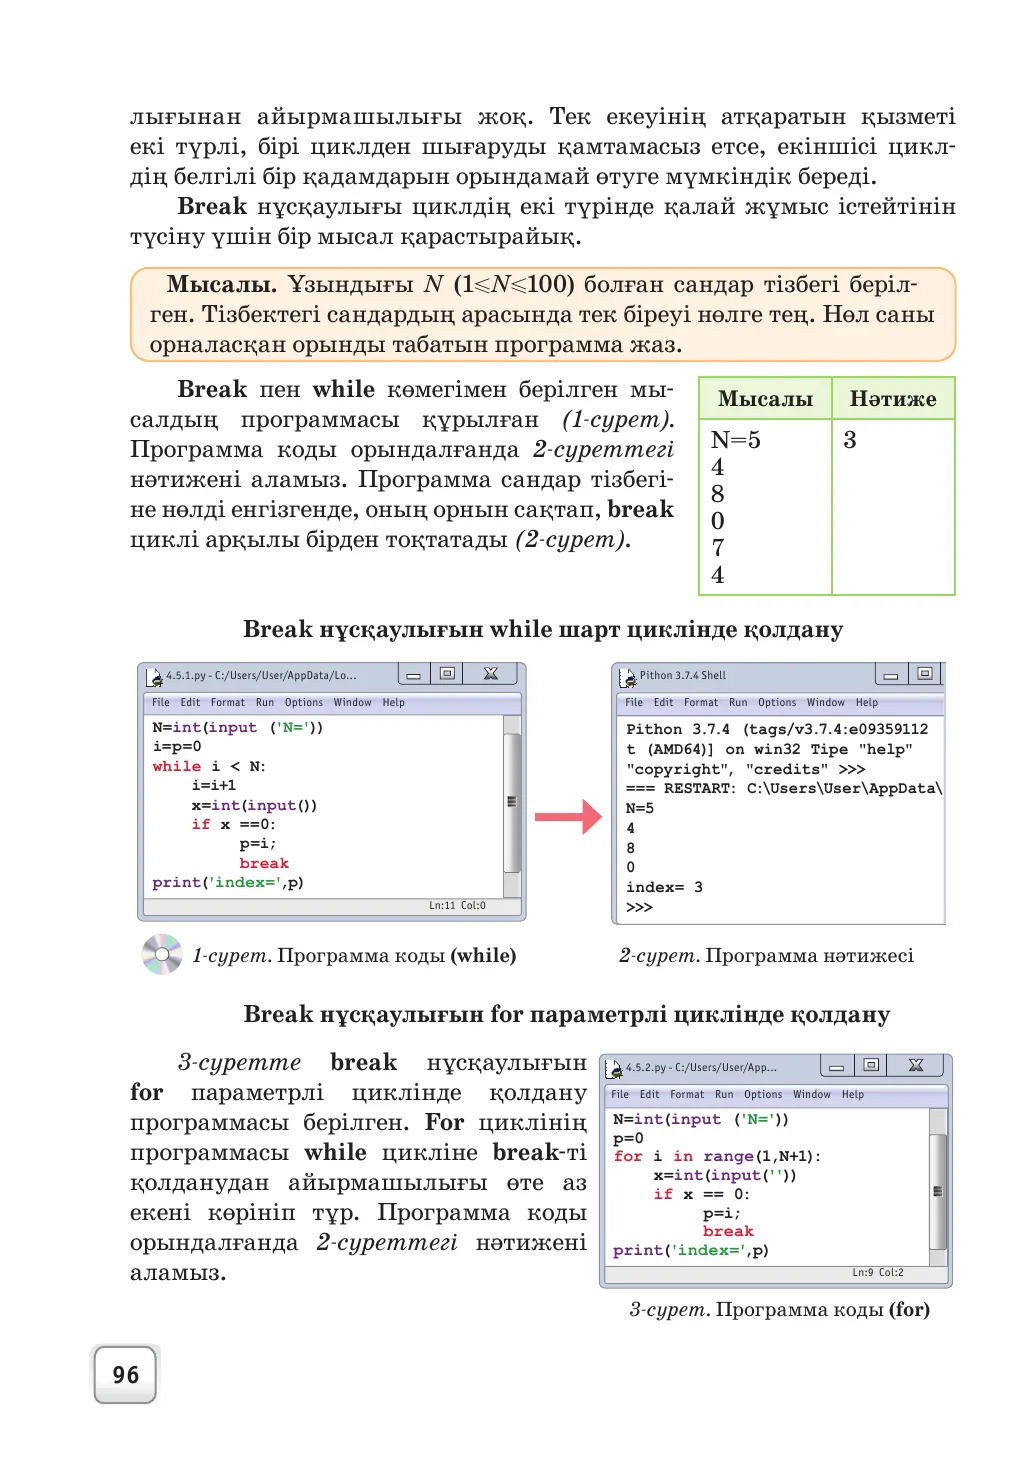 лығынан айырмашылығы жоқ. Тек екеуінің атқаратын қызметі
екі түрлі, бірі циклден шығаруды қамтамасыз етсе, екіншісі цикл-
дің белгілі бір қадамдарын орындамай өтуге мүмкіндік береді.
Break нұсқаулығы циклдің екі түрінде қалай жұмыс істейтінін
түсіну үшін бір мысал қарастырайық.
Мысалы. Ұзындығы N (1⩽N⩽100) болған сандар тізбегі беріл-
ген. Тізбектегі сандардың арасында тек біреуі нөлге тең. Нөл саны
орналасқан орынды табатын программа жаз.
Break пен while көмегімен берілген мы-
салдың программасы құрылған (1-сурет).
Программа коды орындалғанда 2-суреттегі
нәтижені аламыз. Программа сандар тізбегі-
не нөлді енгізгенде, оның орнын сақтап, break
циклі арқылы бірден тоқтатады (2-сурет).
Мысалы Нәтиже
N=5 3
4
8
0
7
4
Break нұсқаулығын while шарт циклінде қолдану
4.5.1.py - C:/Users/User/AppData/Lo...
File Edit Format Run Options Window Help
N=int(input ('N='))
i=p=0
while i < N:
    i=i+1
    x=int(input())
    if x ==0:
         p=i;
         break
print('index=',p)
Ln:11 Col:0
Pithon 3.7.4 Shell
File Edit Format Run Options Window Help
Pithon 3.7.4 (tags/v3.7.4:e09359112
t (AMD64)] on win32 Tipe "help"
"copyright", "credits" >>>
=== RESTART: C:\Users\User\AppData\
N=5
4
8
0
index= 3
>>>
1-сурет. Программа коды (while)
2-сурет. Программа нәтижесі
Break нұсқаулығын for параметрлі циклінде қолдану
3-суретте break нұсқаулығын
for параметрлі циклінде қолдану
программасы берілген. For циклінің
программасы while цикліне break-ті
қолданудан айырмашылығы өте аз
екені көрініп тұр. Программа коды
орындалғанда 2-суреттегі нәтижені
аламыз.
4.5.2.py - C:/Users/User/App...
File Edit Format Run Options Window Help
N=int(input ('N='))
p=0
for i in range(1,N+1):
    x=int(input(''))
    if x == 0:
         p=i;
         break
print('index=',p)
Ln:9 Col:2
3-сурет. Программа коды (for)
96